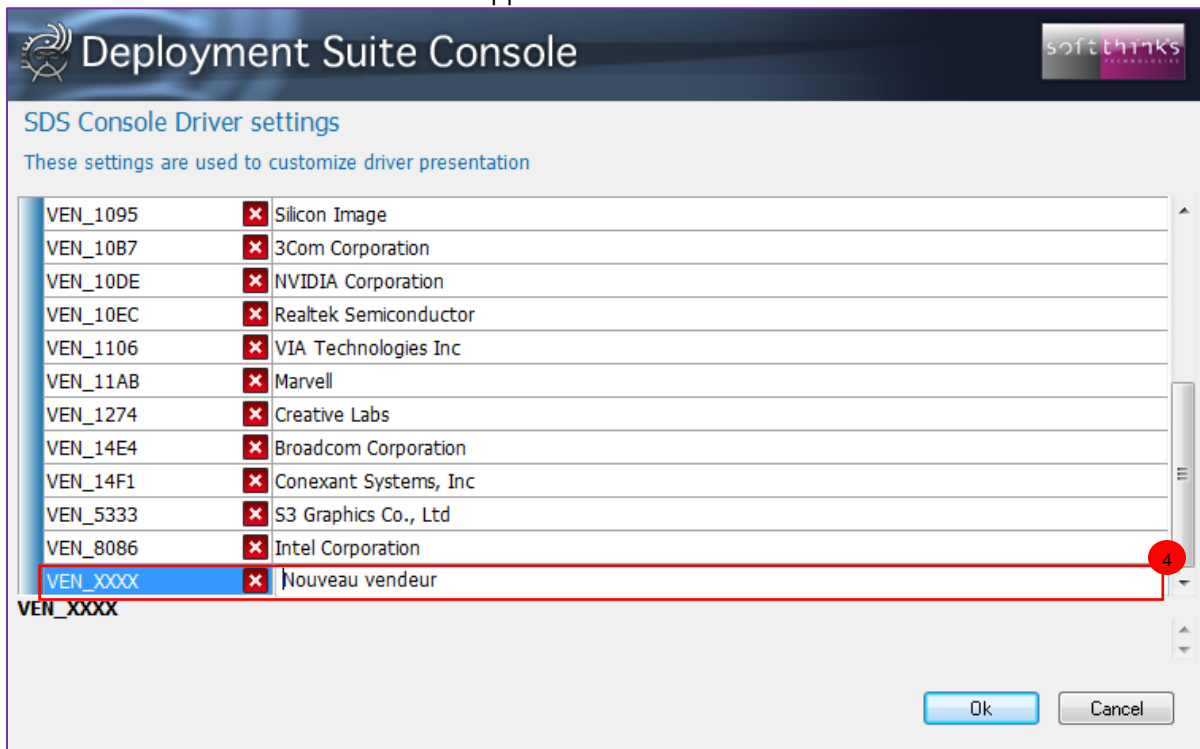 Deployment Suite Console
softthinks
TECHNOLOGIES
SDS Console Driver settings
These settings are used to customize driver presentation
VEN_1095 Silicon Image
VEN_10B7 3Com Corporation
VEN_10DE NVIDIA Corporation
VEN_10EC Realtek Semiconductor
VEN_1106 VIA Technologies Inc
VEN_11AB Marvell
VEN_1274 Creative Labs
VEN_14E4 Broadcom Corporation
VEN_14F1 Conexant Systems, Inc
VEN_5333 S3 Graphics Co., Ltd
VEN_8086 Intel Corporation
4
VEN_XXXX Nouveau vendeur
VEN_XXXX
Ok Cancel